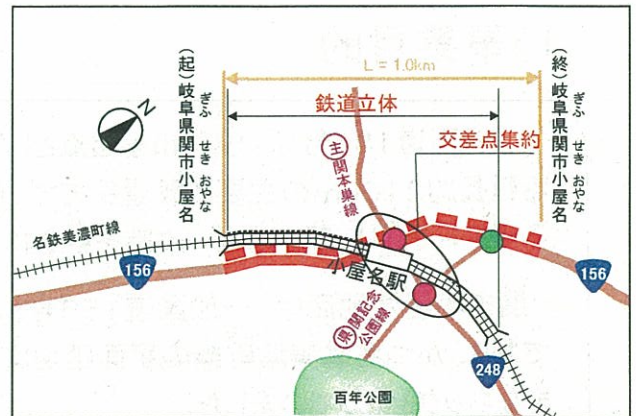 L = 1.0km
鉄道立体
交差点集約
(起)岐阜県関市小屋名
ぎふ せき おやな
(終)岐阜県関市小屋名
ぎふ せき おやな
N
主 関本巣線
名鉄美濃町線
156
小屋名駅
156
県 関記念
公園線
248
百年公園